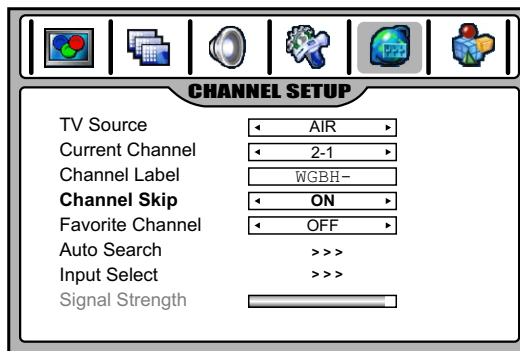 CHANNEL SETUP
TV Source AIR
Current Channel 2-1
Channel Label WGBH-
Channel Skip ON
Favorite Channel OFF
Auto Search >>>
Input Select >>>
Signal Strength